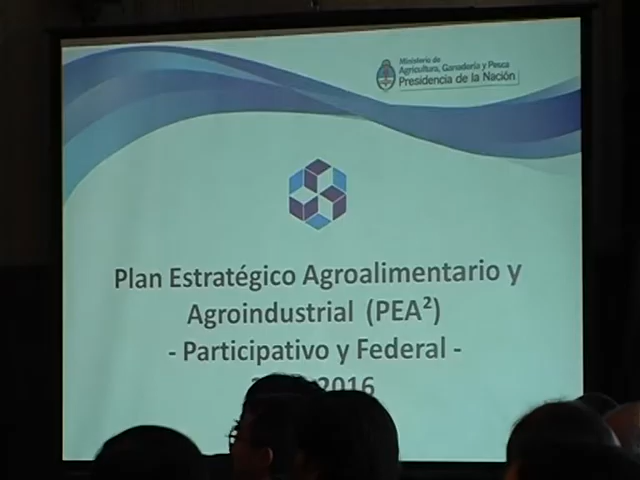 Ministerio de
Agricultura, Ganadería y Pesca
Presidencia de la Nación
Plan Estratégico Agroalimentario y
Agroindustrial (PEA²)
- Participativo y Federal -
2016